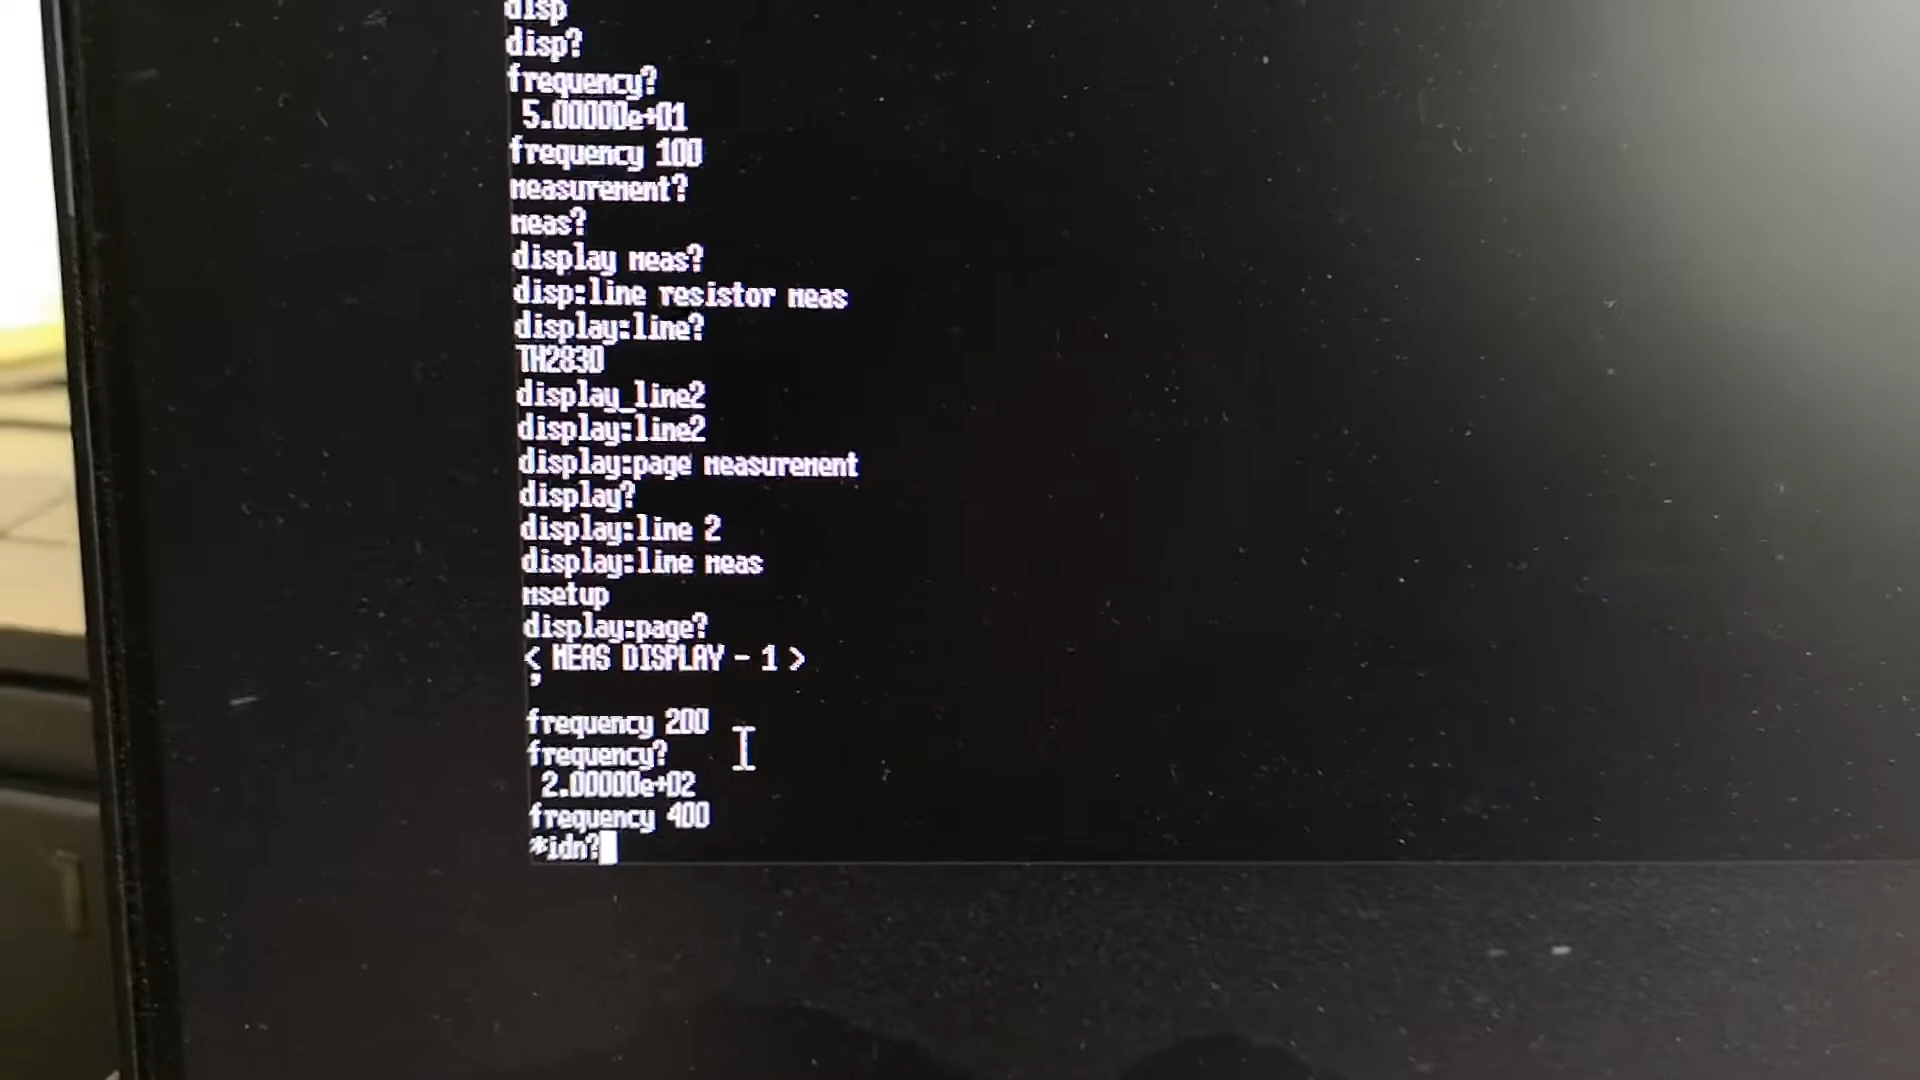 disp
disp?
frequency?
5.00000e+01
frequency 100
measurement?
meas?
display meas?
disp:line resistor meas
display:line?
TH2830
display_line2
display:line2
display:page measurement
display?
display:line 2
display:line meas
msetup
display:page?
< MEAS DISPLAY - 1 >
,
frequency 200
frequency?
2.00000e+02
frequency 400
*idn?